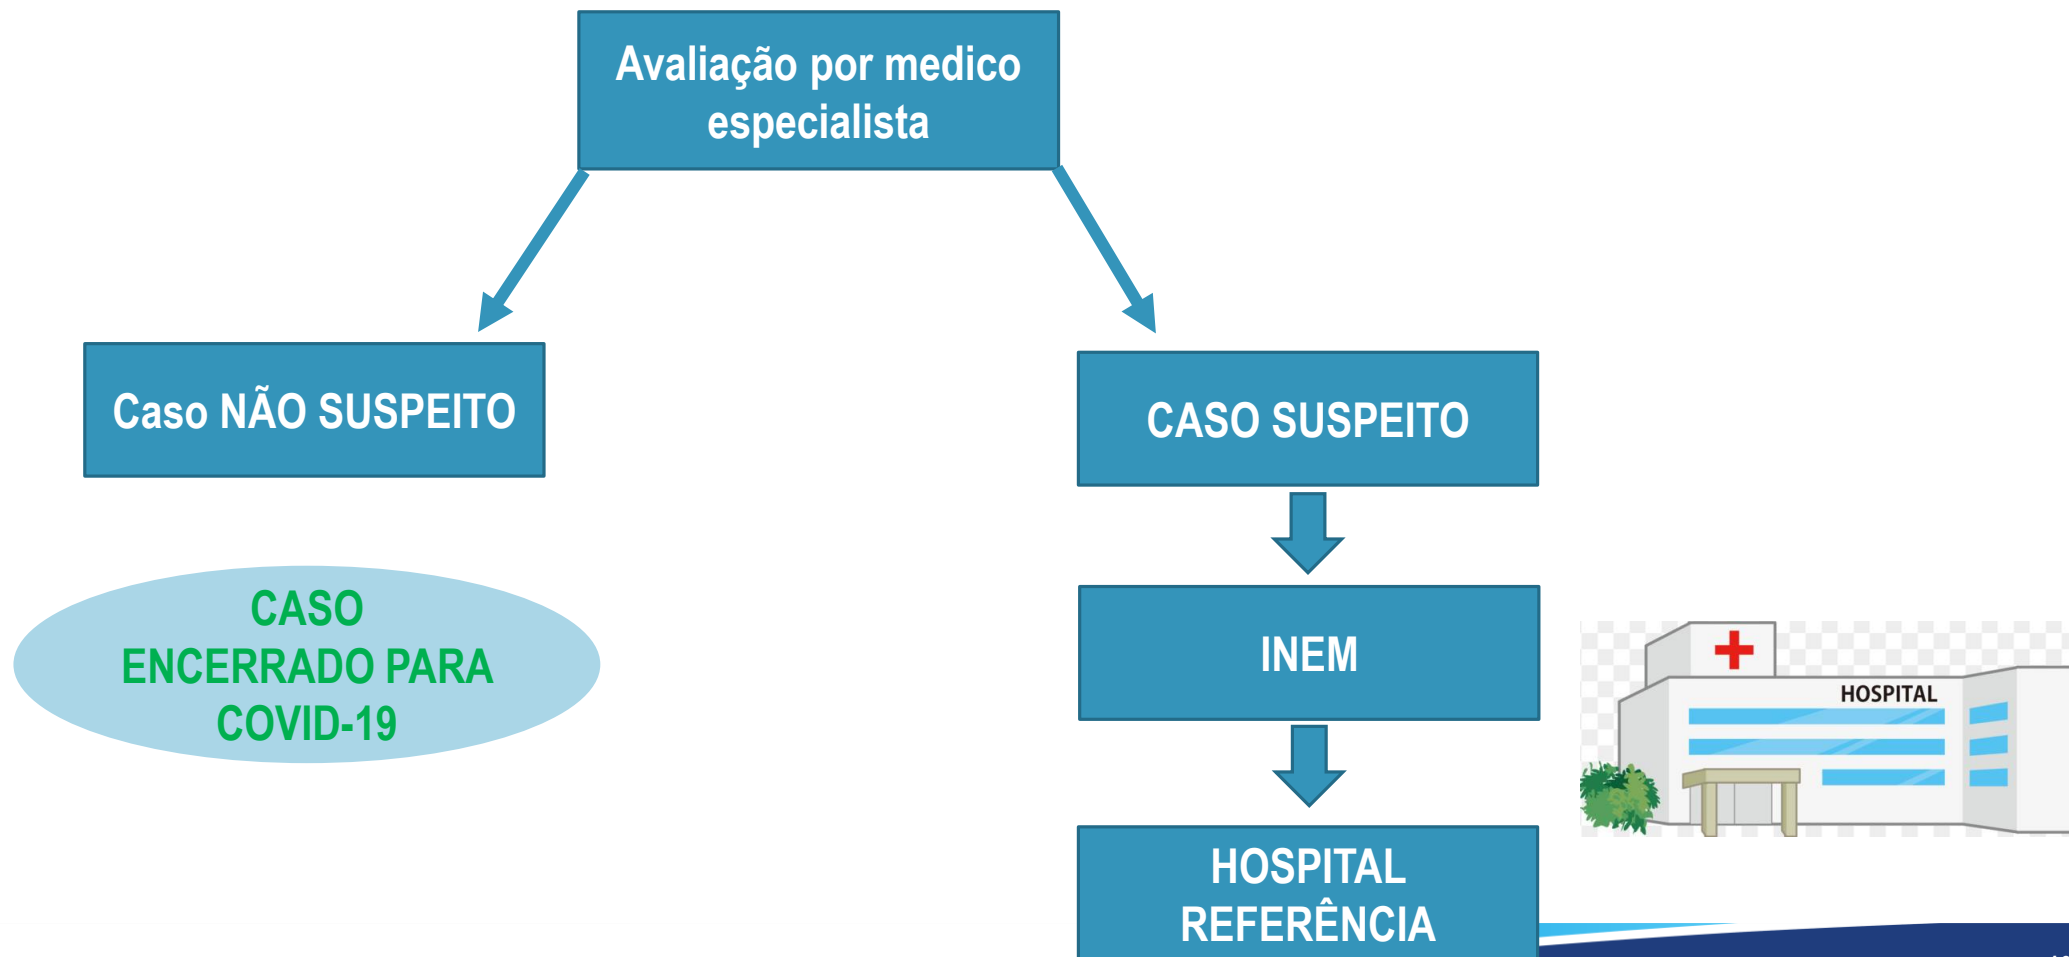 Avaliação por medico
especialista
Caso NÃO SUSPEITO
CASO SUSPEITO
CASO
ENCERRADO PARA
COVID-19
INEM
HOSPITAL
HOSPITAL
REFERÊNCIA